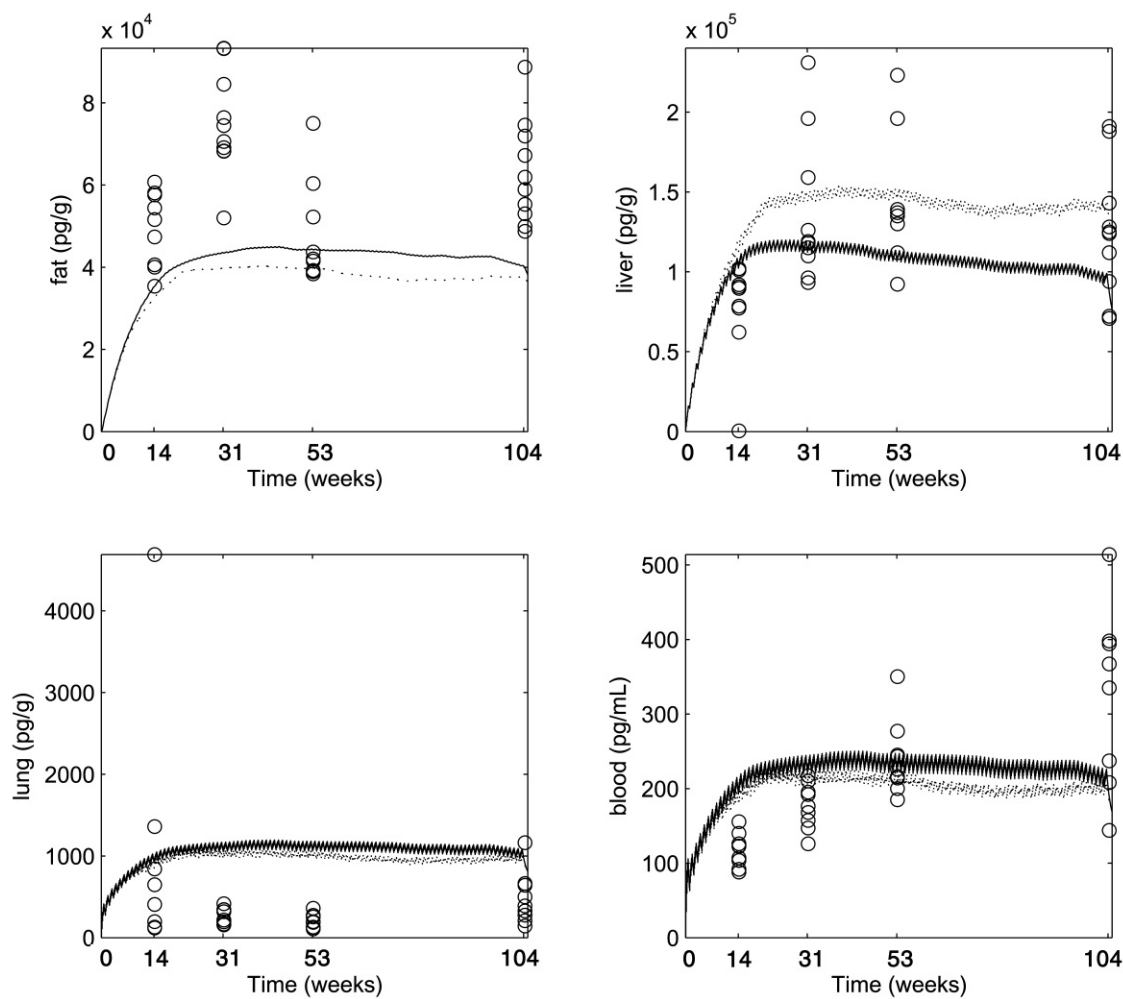 x 10^4
8
6
4
2
0
fat (pg/g)
0 14 31 53 104
Time (weeks)
x 10^5
2
1.5
1
0.5
0
liver (pg/g)
0 14 31 53 104
Time (weeks)
4000
3000
2000
1000
0
lung (pg/g)
0 14 31 53 104
Time (weeks)
500
400
300
200
100
0
blood (pg/mL)
0 14 31 53 104
Time (weeks)